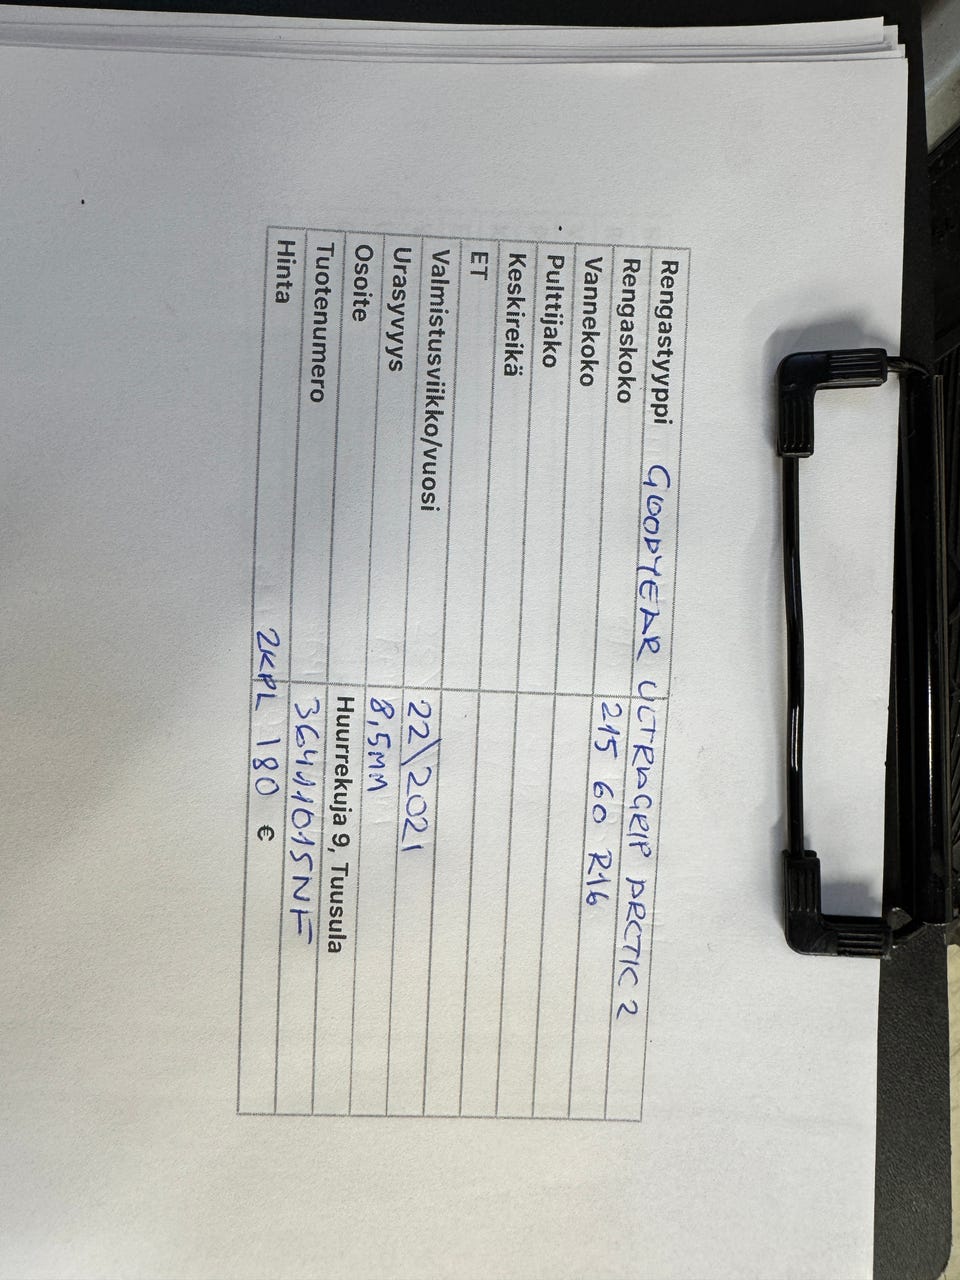 Rengastyyppi GOODYEAR ULTRAGRIP ARCTIC 2
Rengaskoko 215 60 R16
Vannekoko
Pulttijako
Keskireikä
ET
Valmistusviikko/vuosi 22\2021
Urasyvyys 8,5MM
Osoite Huurrekuja 9, Tuusula
Tuotenumero 36411015NF
Hinta 2KPL 180 €